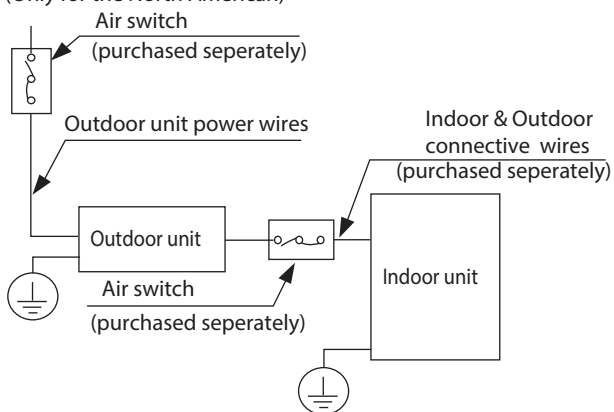 (Only for the North American)
Air switch
(purchased seperately)
Outdoor unit power wires
Indoor & Outdoor
connective wires
(purchased seperately)
Outdoor unit
Indoor unit
Air switch
(purchased seperately)